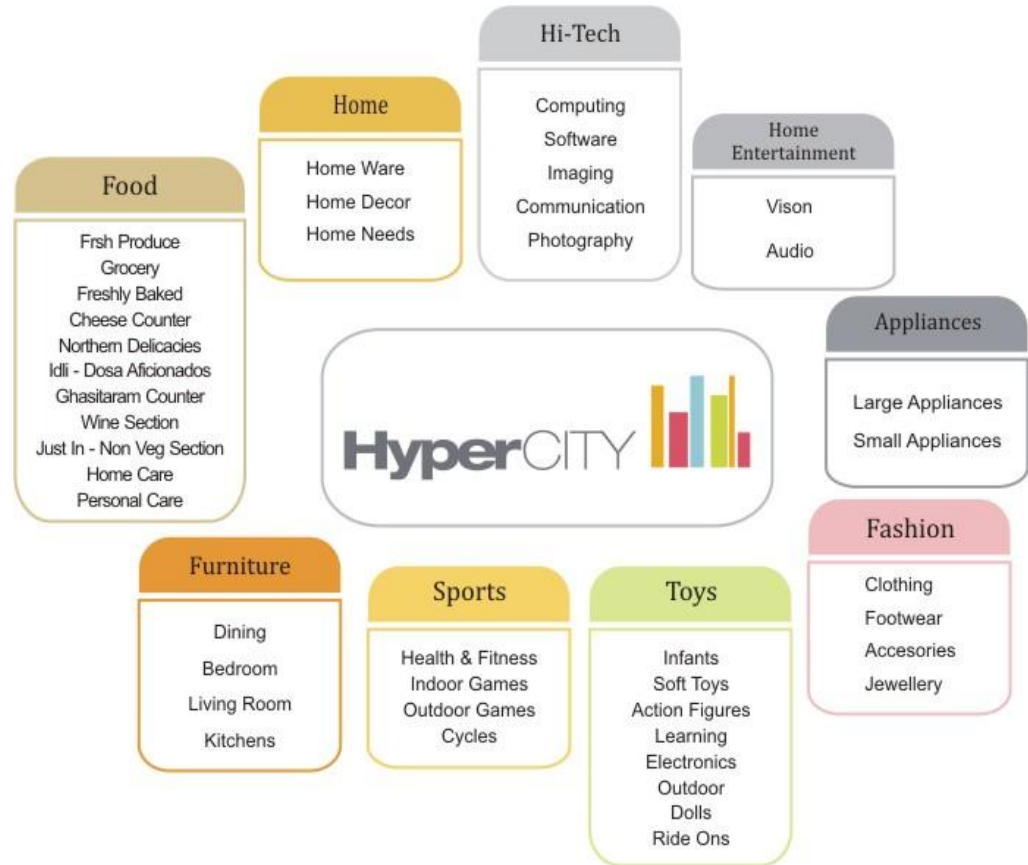 Hi-Tech
Computing
Software
Imaging
Communication
Photography
Home
Home Ware
Home Decor
Home Needs
Home
Entertainment
Vison
Audio
Food
Frsh Produce
Grocery
Freshly Baked
Cheese Counter
Northern Delicacies
Idli - Dosa Aficionados
Ghasitaram Counter
Wine Section
Just In - Non Veg Section
Home Care
Personal Care
Appliances
Large Appliances
Small Appliances
HyperCITY
Fashion
Clothing
Footwear
Accesories
Jewellery
Furniture
Dining
Bedroom
Living Room
Kitchens
Sports
Health & Fitness
Indoor Games
Outdoor Games
Cycles
Toys
Infants
Soft Toys
Action Figures
Learning
Electronics
Outdoor
Dolls
Ride Ons